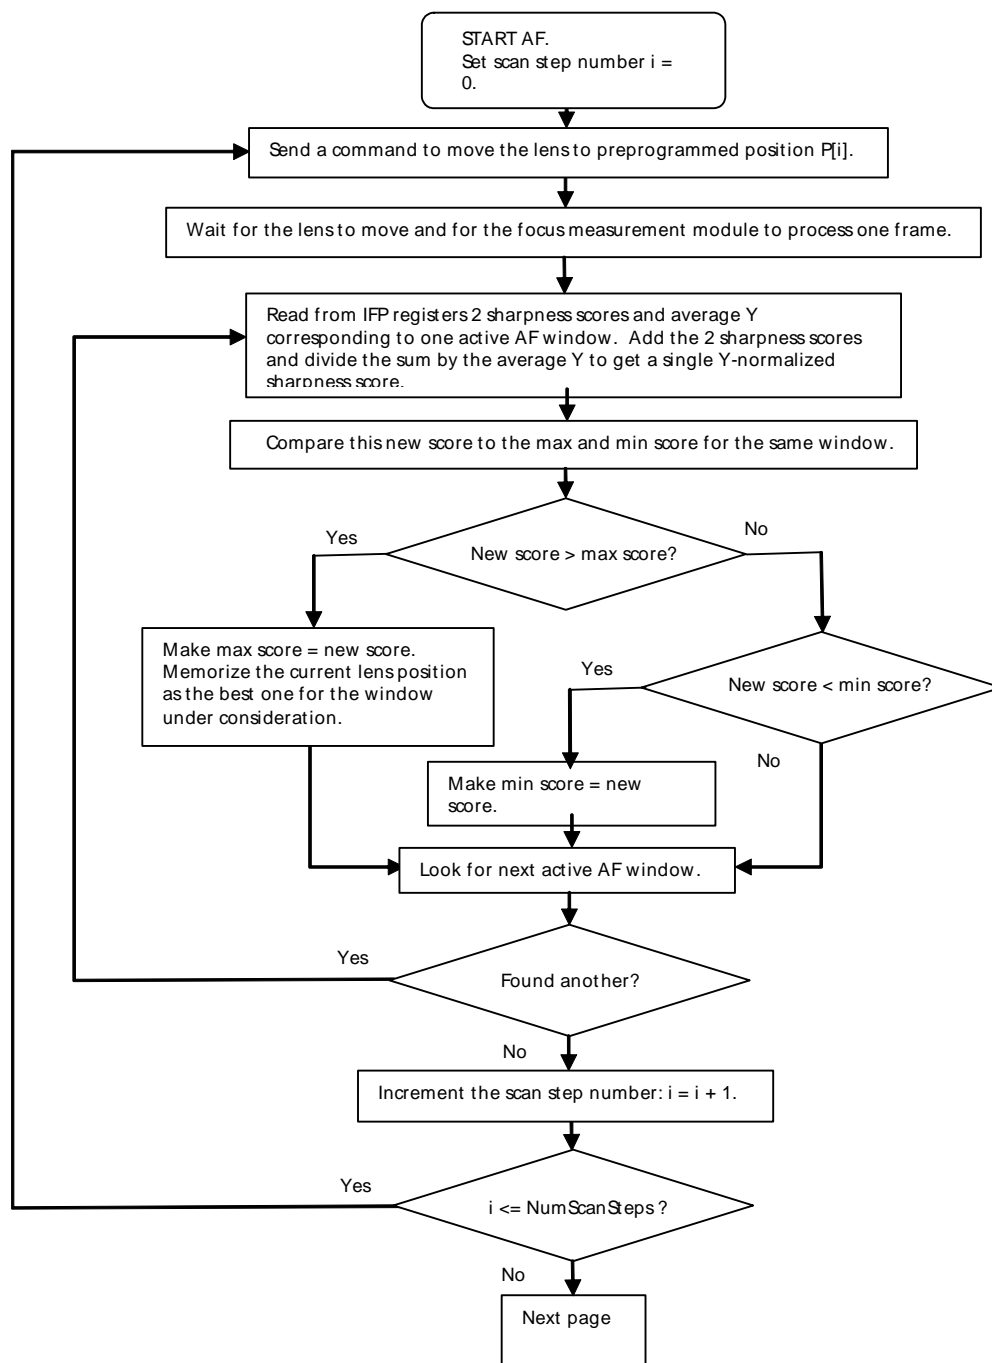 START AF.
Set scan step number i =
0.
Send a command to move the lens to preprogrammed position P[i].
Wait for the lens to move and for the focus measurement module to process one frame.
Read from IFP registers 2 sharpness scores and average Y
corresponding to one active AF window. Add the 2 sharpness scores
and divide the sum by the average Y to get a single Y-normalized
sharpness score.
Compare this new score to the max and min score for the same window.
Yes
No
New score > max score?
Make max score = new score.
Memorize the current lens position
as the best one for the window
under consideration.
Yes
New score < min score?
No
Make min score = new
score.
Look for next active AF window.
Yes
Found another?
No
Increment the scan step number: i = i + 1.
Yes
i <= NumScanSteps?
No
Next page